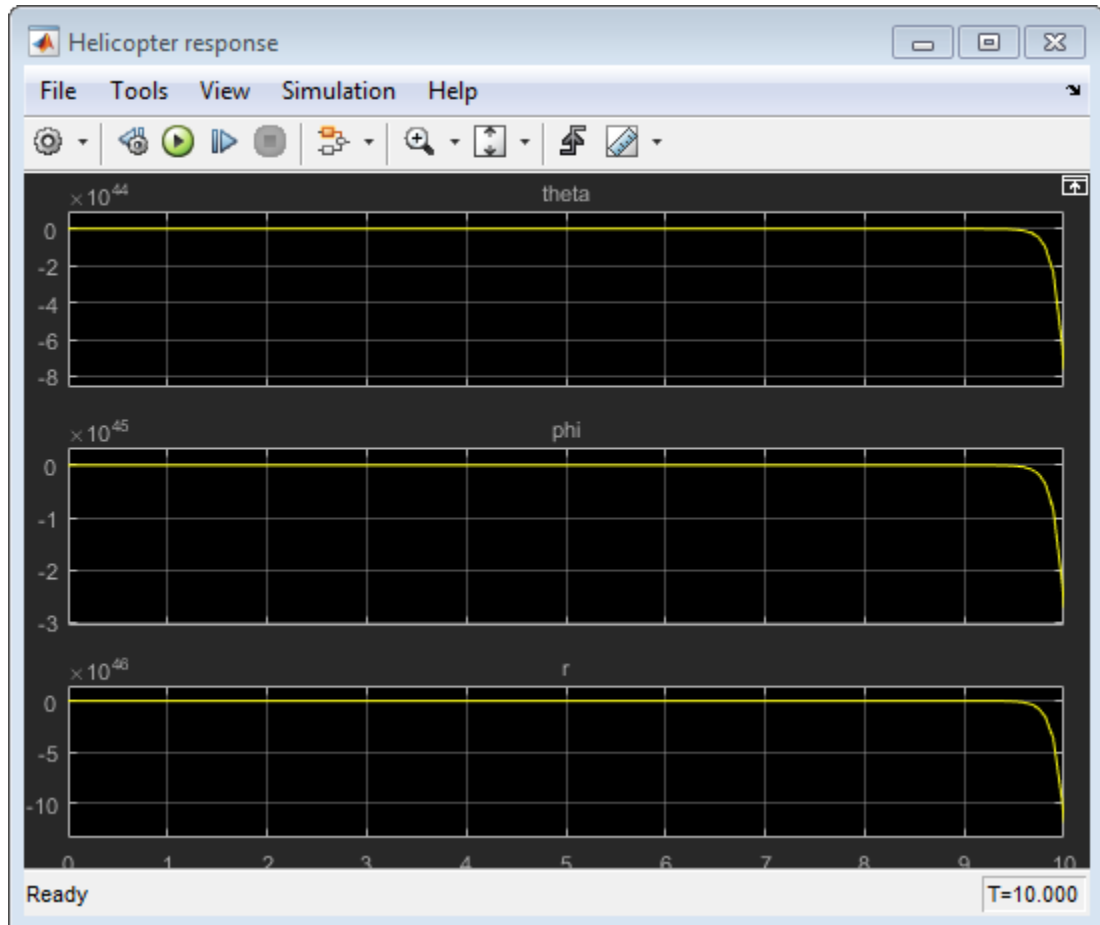 Helicopter response
File Tools View Simulation Help
×10^44 theta
0
-2
-4
-6
-8
×10^45 phi
0
-1
-2
-3
×10^46 r
0
-5
-10
0 1 2 3 4 5 6 7 8 9 10
Ready T=10.000